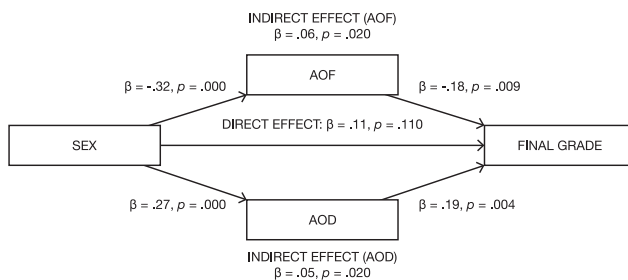 INDIRECT EFFECT (AOF)
β = .06, p = .020
AOF
β = -.32, p = .000
β = -.18, p = .009
DIRECT EFFECT: β = .11, p = .110
SEX
FINAL GRADE
β = .27, p = .000
β = .19, p = .004
AOD
INDIRECT EFFECT (AOD)
β = .05, p = .020